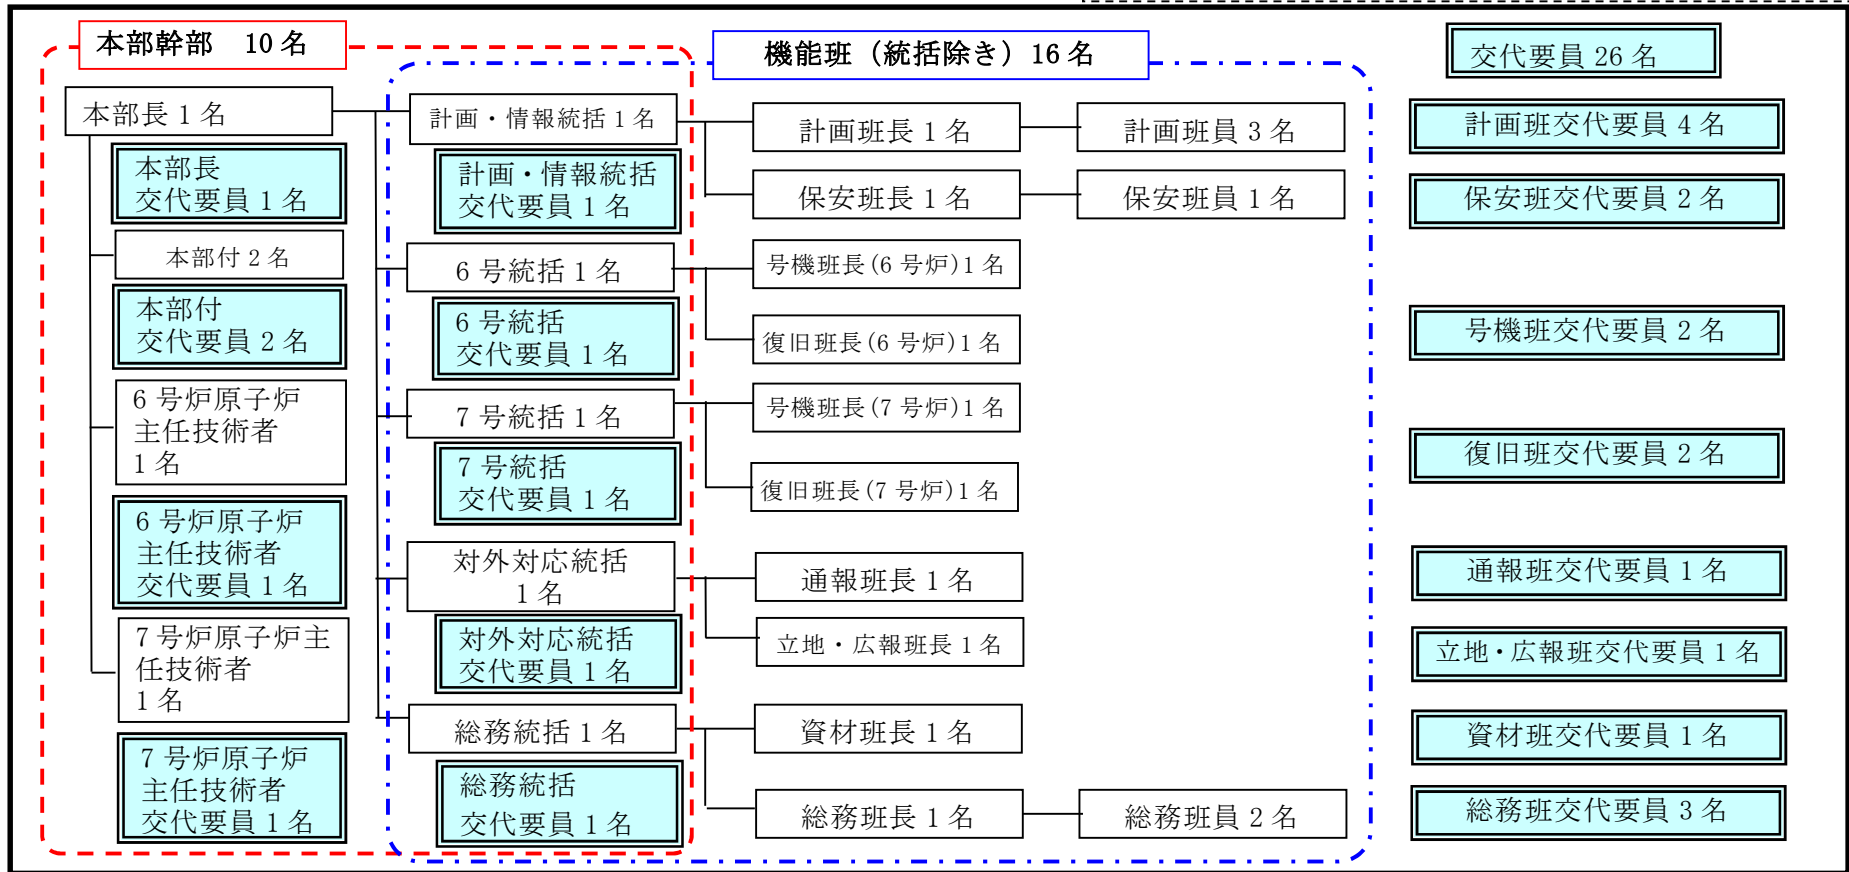 本部幹部　10名
機能班（統括除き）16名
交代要員 26 名
本部長 1 名
本部長
交代要員 1 名
本部付 2 名
本部付
交代要員 2 名
6 号炉原子炉
主任技術者
1 名
6 号炉原子炉
主任技術者
交代要員 1 名
7 号炉原子炉主
任技術者
1 名
7 号炉原子炉
主任技術者
交代要員 1 名
計画・情報統括 1 名
計画・情報統括
交代要員 1 名
6 号統括 1 名
6 号統括
交代要員 1 名
7 号統括 1 名
7 号統括
交代要員 1 名
対外対応統括
1 名
対外対応統括
交代要員 1 名
総務統括 1 名
総務統括
交代要員 1 名
計画班長 1 名
計画班員 3 名
保安班長 1 名
保安班員 1 名
号機班長(6 号炉)1 名
復旧班長(6 号炉)1 名
号機班長(7 号炉)1 名
復旧班長(7 号炉)1 名
通報班長 1 名
立地・広報班長 1 名
資材班長 1 名
総務班長 1 名
総務班員 2 名
計画班交代要員 4 名
保安班交代要員 2 名
号機班交代要員 2 名
復旧班交代要員 2 名
通報班交代要員 1 名
立地・広報班交代要員 1 名
資材班交代要員 1 名
総務班交代要員 3 名